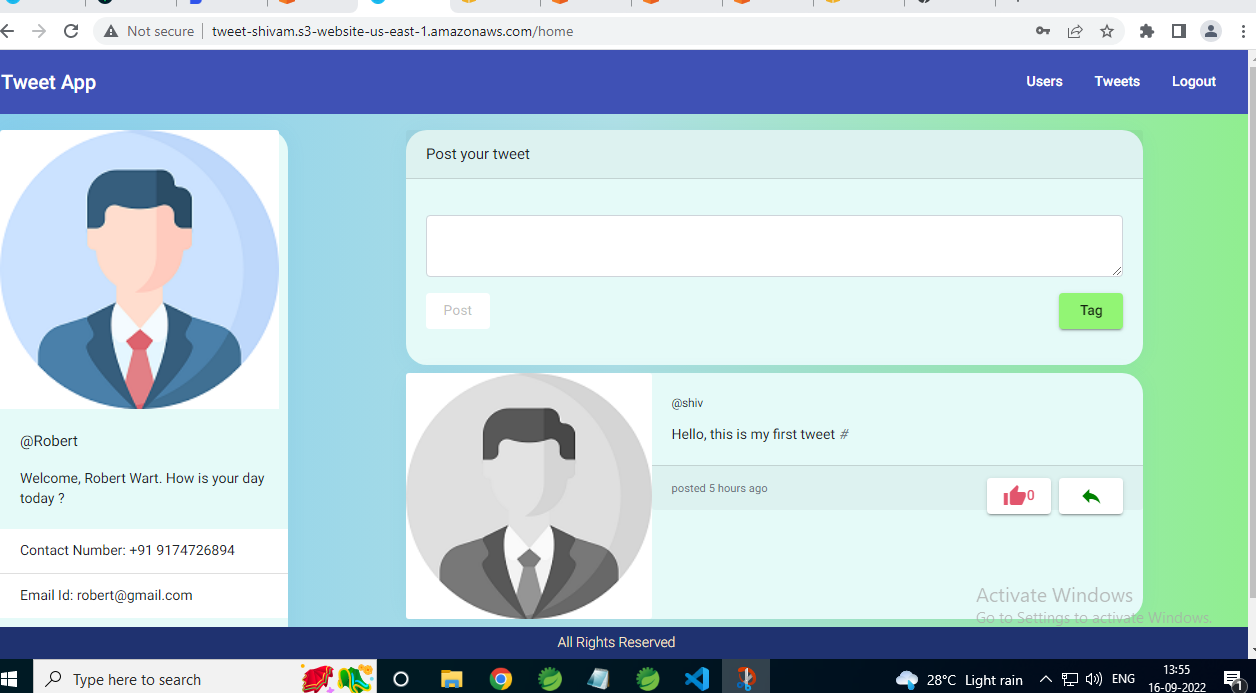 Not secure
tweet-shivam.s3-website-us-east-1.amazonaws.com/home
Tweet App
Users
Tweets
Logout
Post your tweet
Post
Tag
@Robert
Welcome, Robert Wart. How is your day
today ?
Contact Number: +91 9174726894
Email Id: robert@gmail.com
@shiv
Hello, this is my first tweet #
posted 5 hours ago
0
Activate Windows
Go to Settings to activate Windows.
All Rights Reserved
Type here to search
28°C Light rain
ENG
13:55
16-09-2022
1